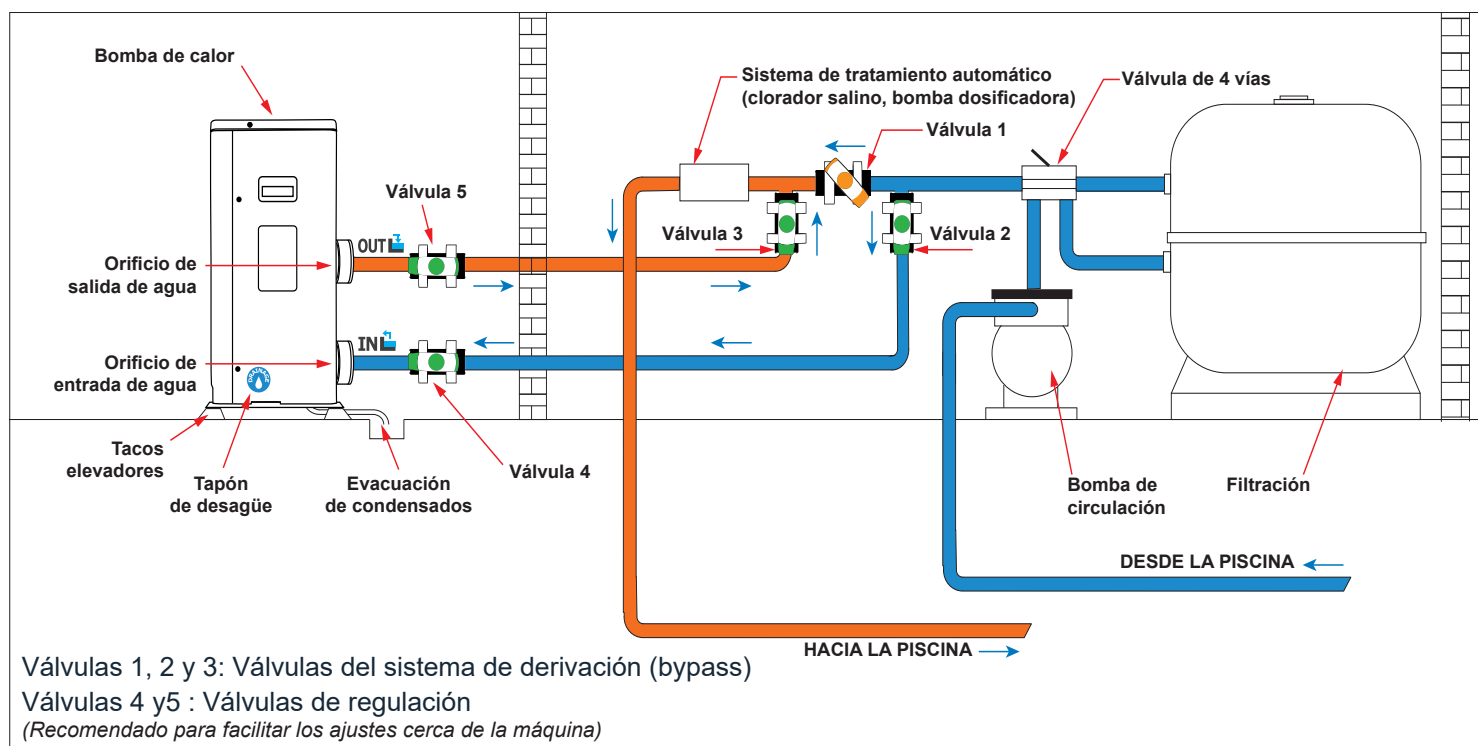 Bomba de calor
Sistema de tratamiento automático
(clorador salino, bomba dosificadora)
Válvula de 4 vías
Válvula 1
Válvula 5
OUT
Válvula 3
Válvula 2
Orificio de
salida de agua
IN
Orificio de
entrada de agua
DRAINAGE
Tacos
elevadores
Tapón
de desagüe
Evacuación
de condensados
Válvula 4
Bomba de
circulación
Filtración
DESDE LA PISCINA
HACIA LA PISCINA
Válvulas 1, 2 y 3: Válvulas del sistema de derivación (bypass)
Válvulas 4 y5 : Válvulas de regulación
(Recomendado para facilitar los ajustes cerca de la máquina)